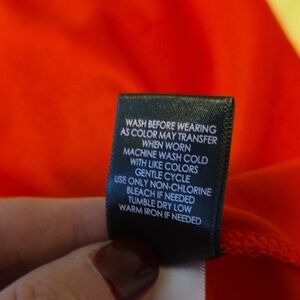 WASH BEFORE WEARING
AS COLOR MAY TRANSFER
WHEN WORN
MACHINE WASH COLD
WITH LIKE COLORS
GENTLE CYCLE
USE ONLY NON-CHLORINE
BLEACH IF NEEDED
TUMBLE DRY LOW
WARM IRON IF NEEDED